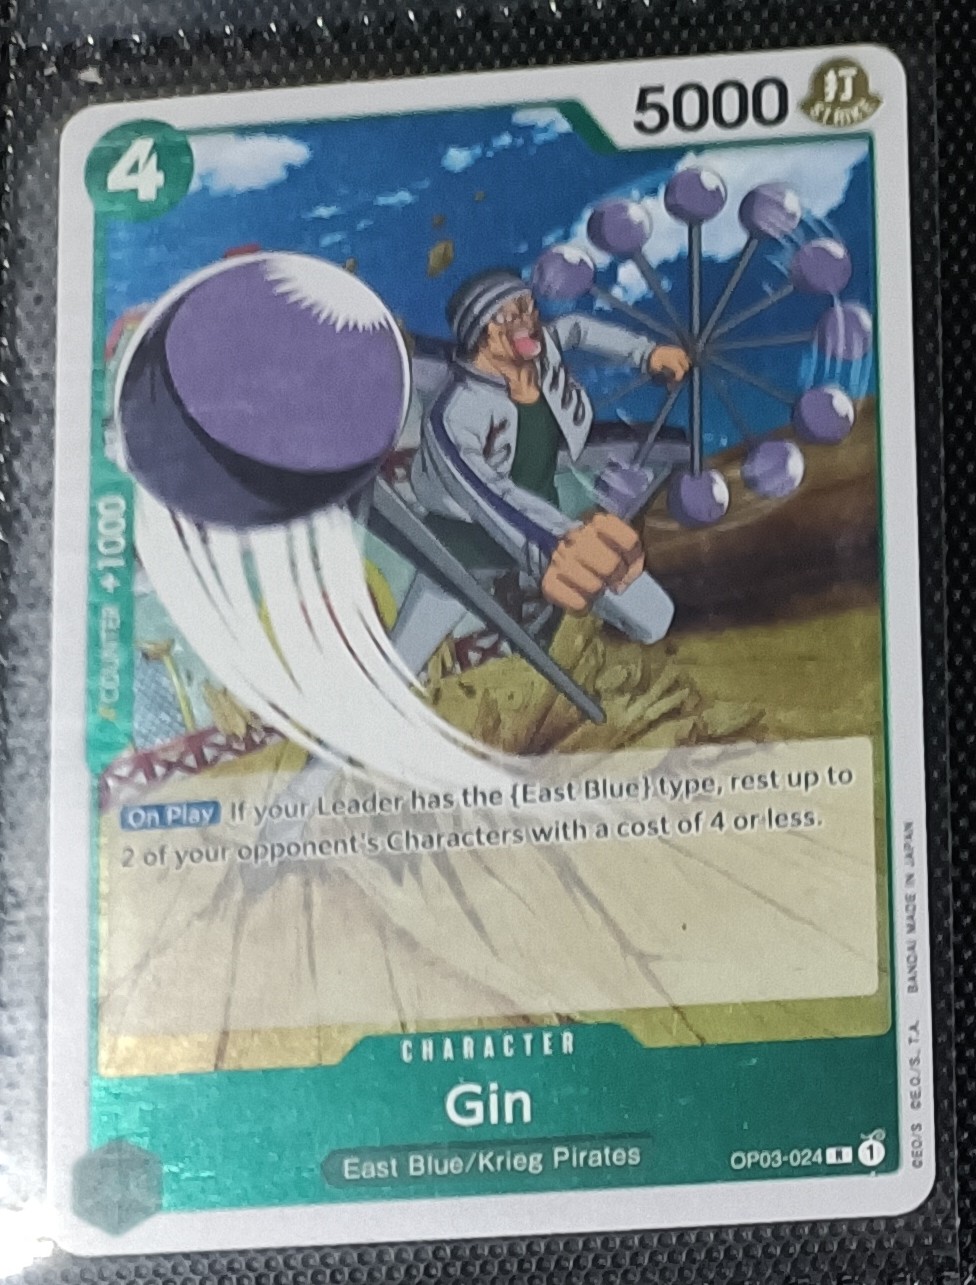 4
5000
打
STRIKE
COUNTER +1000
On Play If your Leader has the {East Blue} type, rest up to
2 of your opponent's Characters with a cost of 4 or less.
CHARACTER
Gin
East Blue/Krieg Pirates
OP03-024 R 1
©E.O./S. ©E.O./S., T.A. BANDAI MADE IN JAPAN